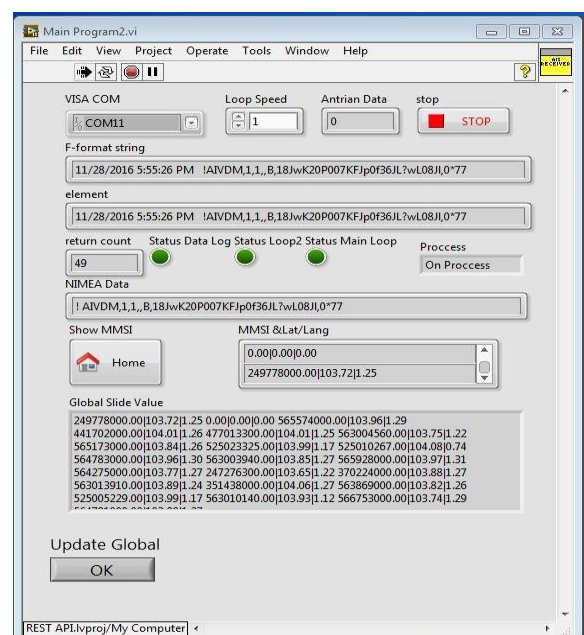 Main Program2.vi
File Edit View Project Operate Tools Window Help
AIS
RECEIVER
VISA COM Loop Speed Antrian Data stop
COM11 1 0 STOP
F-format string
11/28/2016 5:55:26 PM !AIVDM,1,1,,B,18JwK20P007KFJp0f36JL?wL08JI,0*77
element
11/28/2016 5:55:26 PM !AIVDM,1,1,,B,18JwK20P007KFJp0f36JL?wL08JI,0*77
return count Status Data Log Status Loop2 Status Main Loop Proccess
49 On Proccess
NIMEA Data
! AIVDM,1,1,,B,18JwK20P007KFJp0f36JL?wL08JI,0*77
Show MMSI MMSI &Lat/Lang
Home 0.00|0.00|0.00
249778000.00|103.72|1.25
Global Slide Value
249778000.00|103.72|1.25 0.00|0.00|0.00 565574000.00|103.96|1.29
441702000.00|104.01|1.26 477013300.00|104.01|1.25 563004560.00|103.75|1.22
565173000.00|103.84|1.26 525023325.00|103.99|1.17 525010267.00|104.08|0.74
564783000.00|103.96|1.30 563003940.00|103.85|1.27 565928000.00|103.97|1.31
564275000.00|103.77|1.27 247276300.00|103.65|1.22 370224000.00|103.88|1.27
563013910.00|103.89|1.24 351438000.00|104.06|1.27 563869000.00|103.82|1.26
525005229.00|103.99|1.17 563010140.00|103.93|1.12 566753000.00|103.74|1.29
Update Global
OK
REST API.lvproj/My Computer